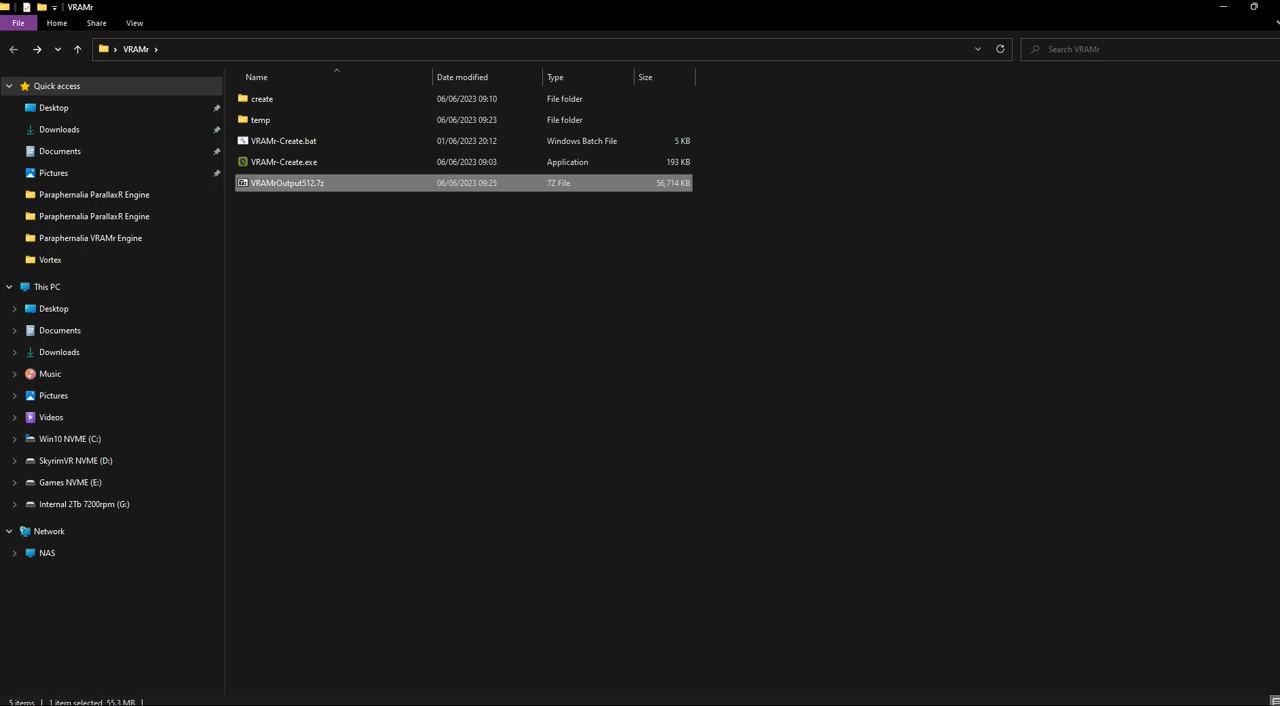 VRAMr
File Home Share View
VRAMr
Search VRAMr
Name Date modified Type Size
Quick access
Desktop
Downloads
Documents
Pictures
Paraphernalia ParallaxR Engine
Paraphernalia ParallaxR Engine
Paraphernalia VRAMr Engine
Vortex
This PC
Desktop
Documents
Downloads
Music
Pictures
Videos
Win10 NVME (C:)
SkyrimVR NVME (D:)
Games NVME (E:)
Internal 2Tb 7200rpm (G:)
Network
NAS
create 06/06/2023 09:10 File folder
temp 06/06/2023 09:23 File folder
VRAMr-Create.bat 01/06/2023 20:12 Windows Batch File 5 KB
VRAMr-Create.exe 06/06/2023 09:03 Application 193 KB
VRAMrOutput512.7z 06/06/2023 09:25 7Z File 56,714 KB
5 items 1 item selected 55.3 MB